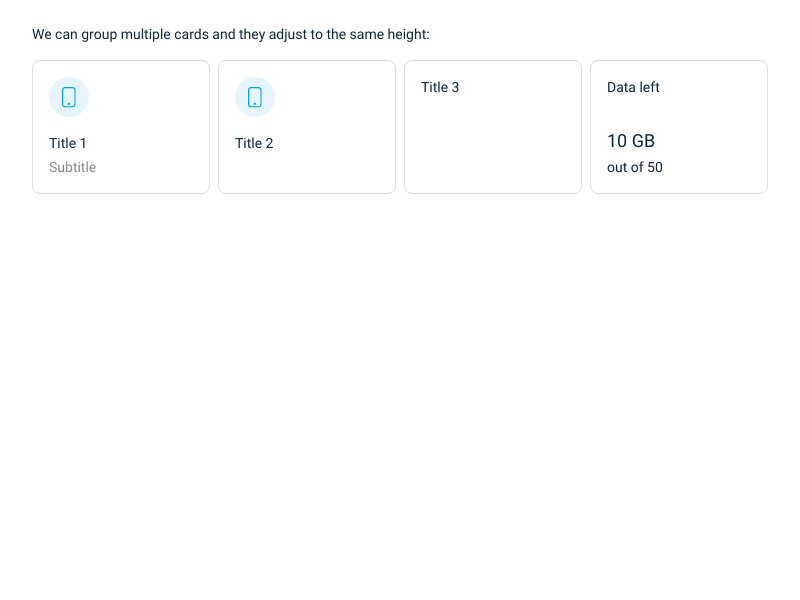 We can group multiple cards and they adjust to the same height:
Title 1
Subtitle
Title 2
Title 3
Data left
10 GB
out of 50